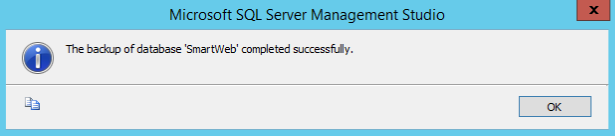 Microsoft SQL Server Management Studio
x
The backup of database 'SmartWeb' completed successfully.
OK